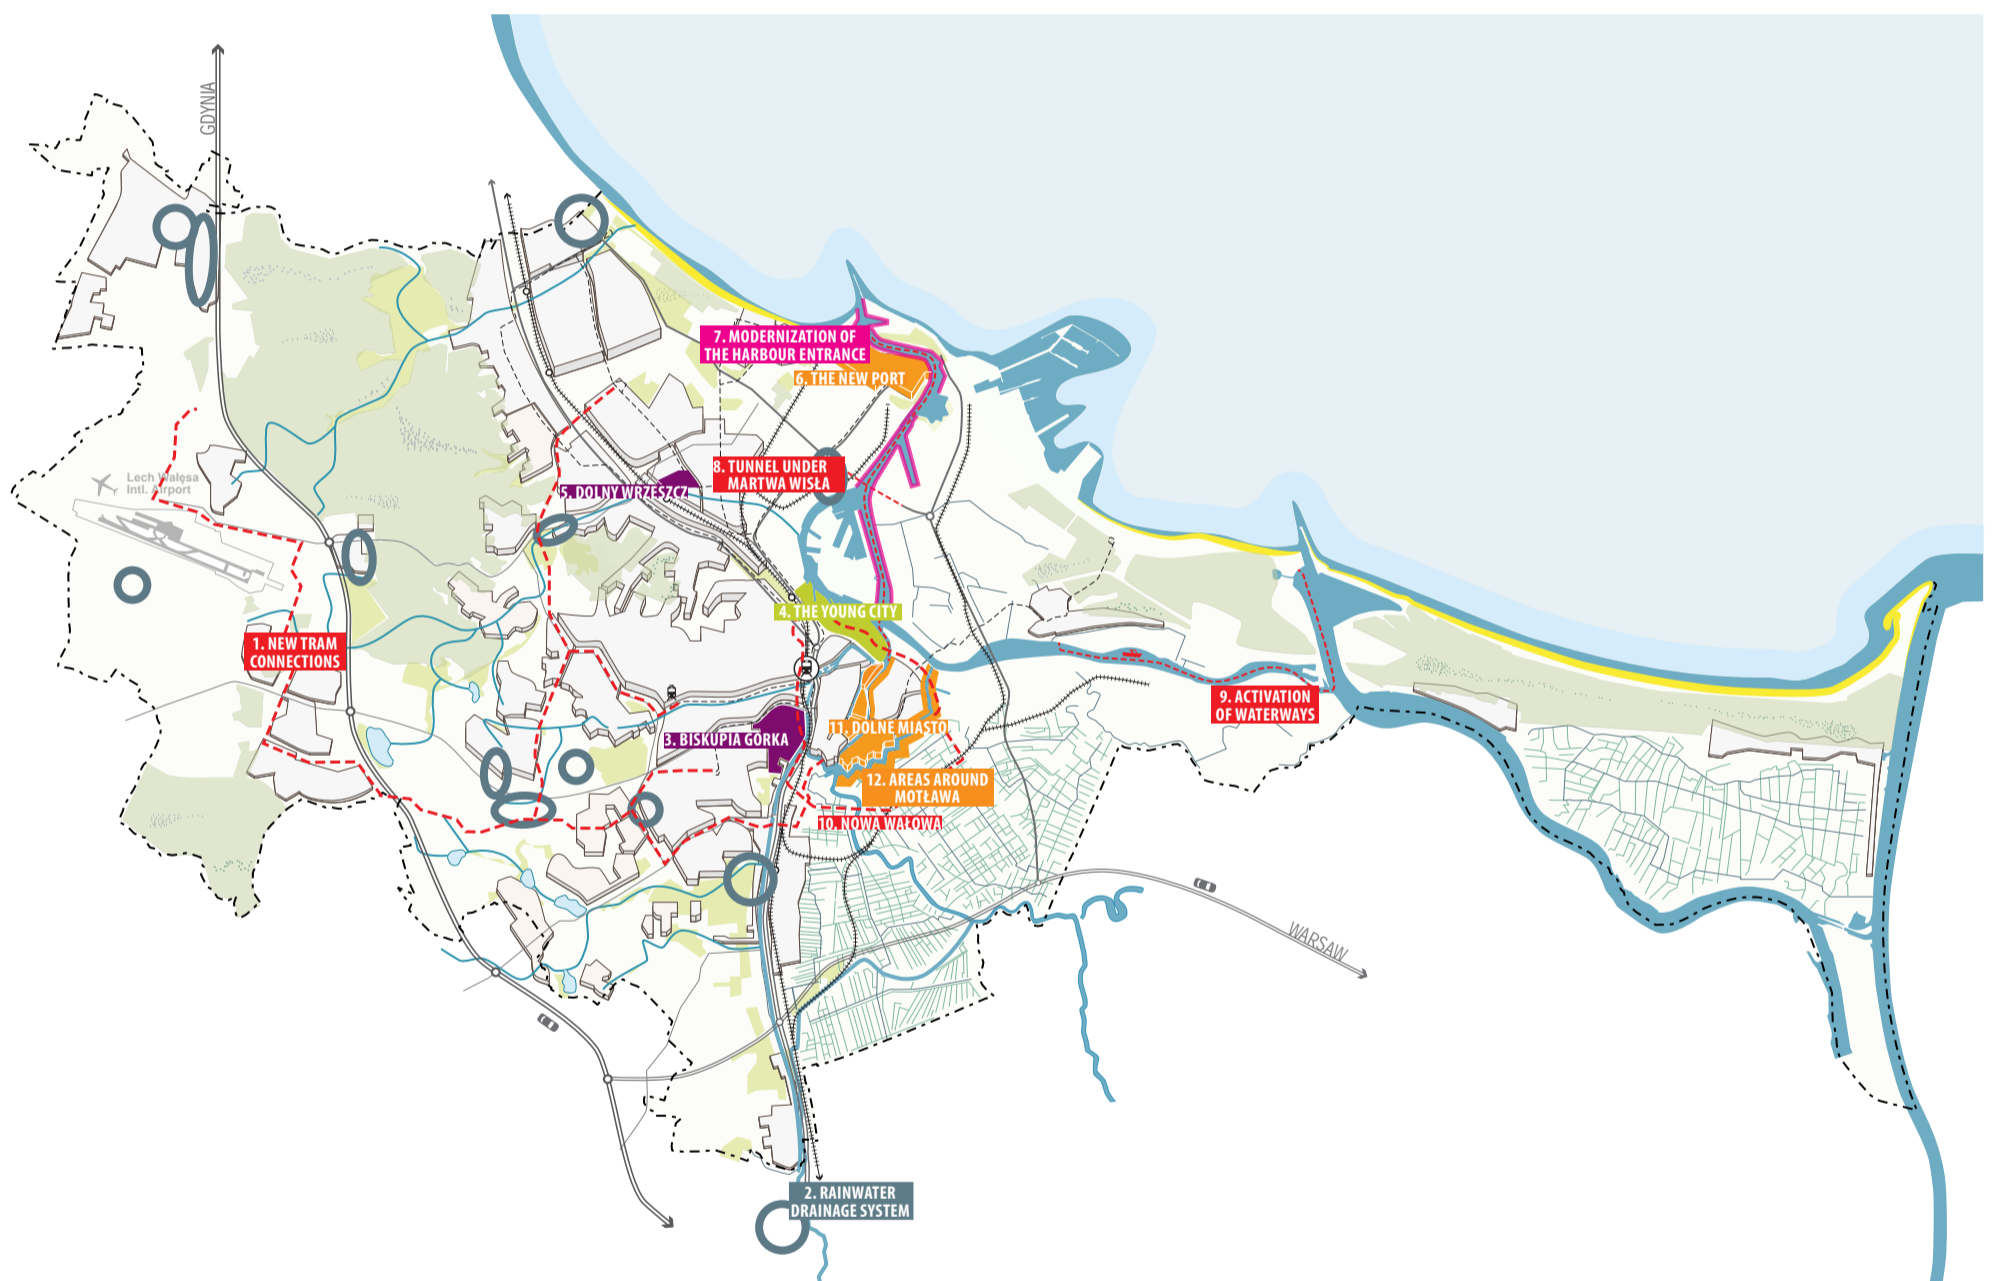 GDYNIA
7. MODERNIZATION OF
THE HARBOUR ENTRANCE
6. THE NEW PORT
8. TUNNEL UNDER
MARTWA WISŁA
Lech Wałęsa
Intl. Airport
5. DOLNY WRZESZCZ
4. THE YOUNG CITY
1. NEW TRAM
CONNECTIONS
9. ACTIVATION
OF WATERWAYS
3. BISKUPIA GÓRKA
11. DOLNE MIASTO
12. AREAS AROUND
MOTŁAWA
10. NOWA WAŁOWA
WARSAW
2. RAINWATER
DRAINAGE SYSTEM